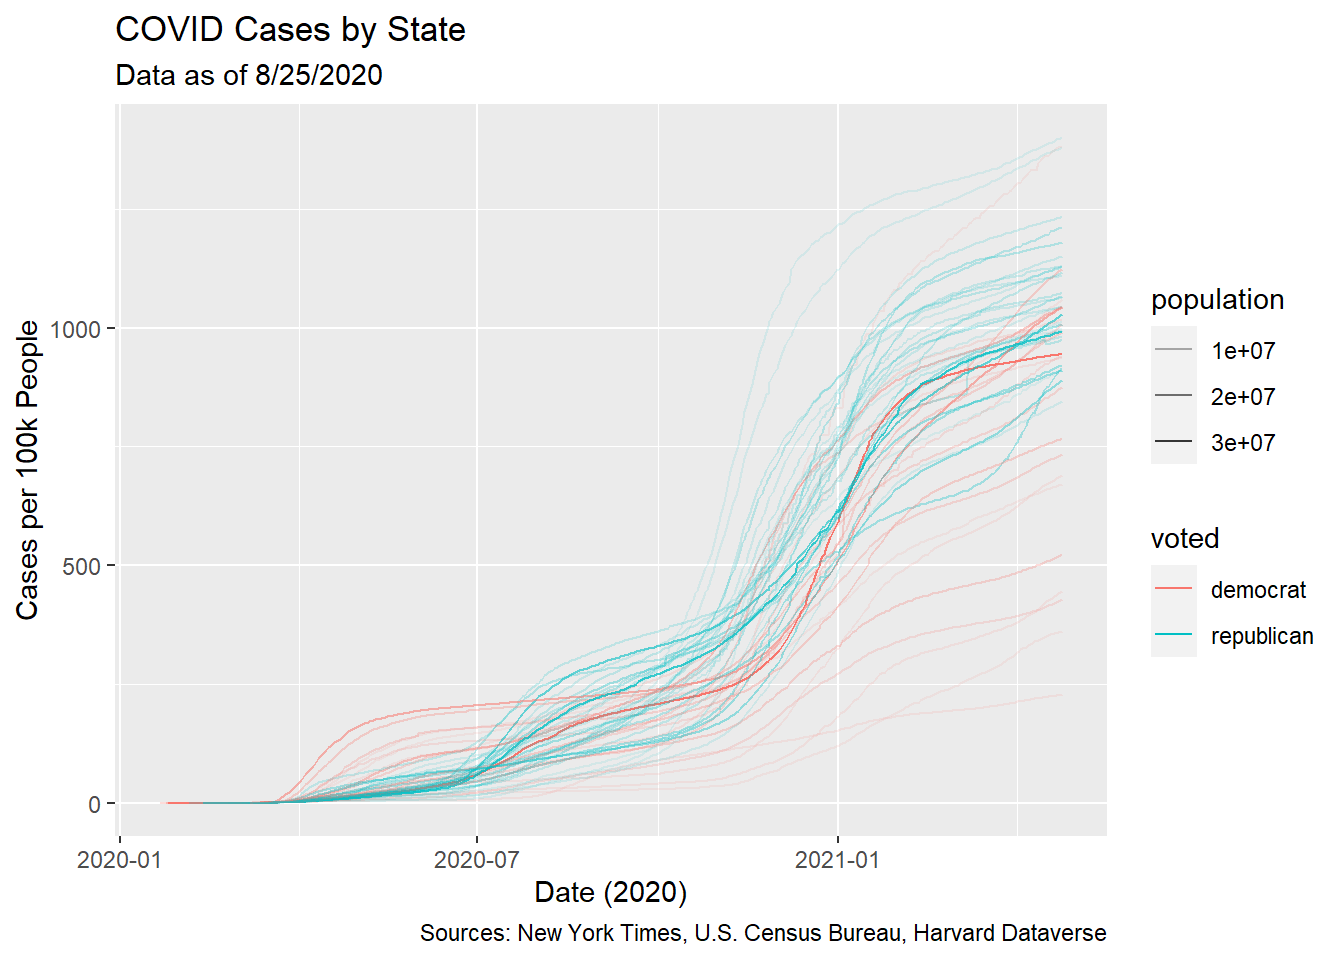 COVID Cases by State
Data as of 8/25/2020
Cases per 100k People
1000
500
0
2020-01
2020-07
2021-01
Date (2020)
Sources: New York Times, U.S. Census Bureau, Harvard Dataverse
population
1e+07
2e+07
3e+07
voted
democrat
republican